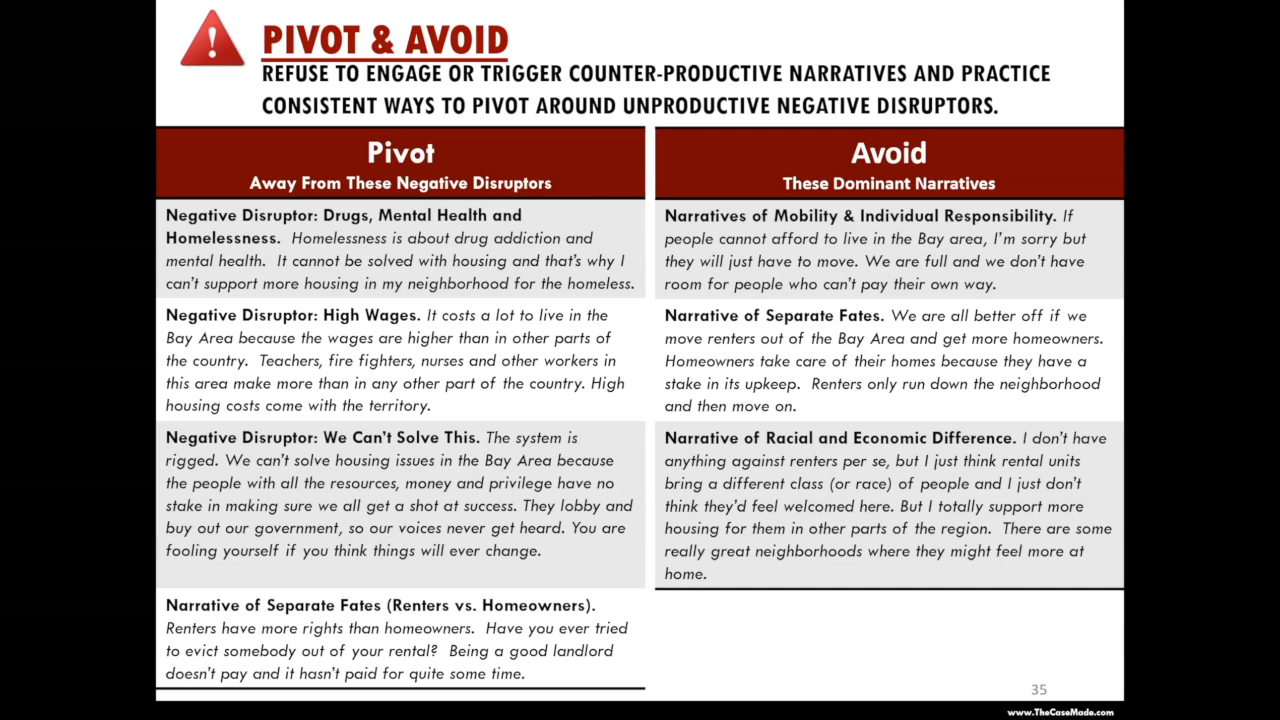 PIVOT & AVOID
REFUSE TO ENGAGE OR TRIGGER COUNTER-PRODUCTIVE NARRATIVES AND PRACTICE
CONSISTENT WAYS TO PIVOT AROUND UNPRODUCTIVE NEGATIVE DISRUPTORS.
Pivot
Away From These Negative Disruptors
Negative Disruptor: Drugs, Mental Health and
Homelessness. Homelessness is about drug addiction and
mental health. It cannot be solved with housing and that's why I
can't support more housing in my neighborhood for the homeless.
Negative Disruptor: High Wages. It costs a lot to live in the
Bay Area because the wages are higher than in other parts of
the country. Teachers, fire fighters, nurses and other workers in
this area make more than in any other part of the country. High
housing costs come with the territory.
Negative Disruptor: We Can't Solve This. The system is
rigged. We can't solve housing issues in the Bay Area because
the people with all the resources, money and privilege have no
stake in making sure we all get a shot at success. They lobby and
buy out our government, so our voices never get heard. You are
fooling yourself if you think things will ever change.
Narrative of Separate Fates (Renters vs. Homeowners).
Renters have more rights than homeowners. Have you ever tried
to evict somebody out of your rental? Being a good landlord
doesn't pay and it hasn't paid for quite some time.
Avoid
These Dominant Narratives
Narratives of Mobility & Individual Responsibility. If
people cannot afford to live in the Bay area, I'm sorry but
they will just have to move. We are full and we don't have
room for people who can't pay their own way.
Narrative of Separate Fates. We are all better off if we
move renters out of the Bay Area and get more homeowners.
Homeowners take care of their homes because they have a
stake in its upkeep. Renters only run down the neighborhood
and then move on.
Narrative of Racial and Economic Difference. I don't have
anything against renters per se, but I just think rental units
bring a different class (or race) of people and I just don't
think they'd feel welcomed here. But I totally support more
housing for them in other parts of the region. There are some
really great neighborhoods where they might feel more at
home.
35
www.TheCaseMade.com